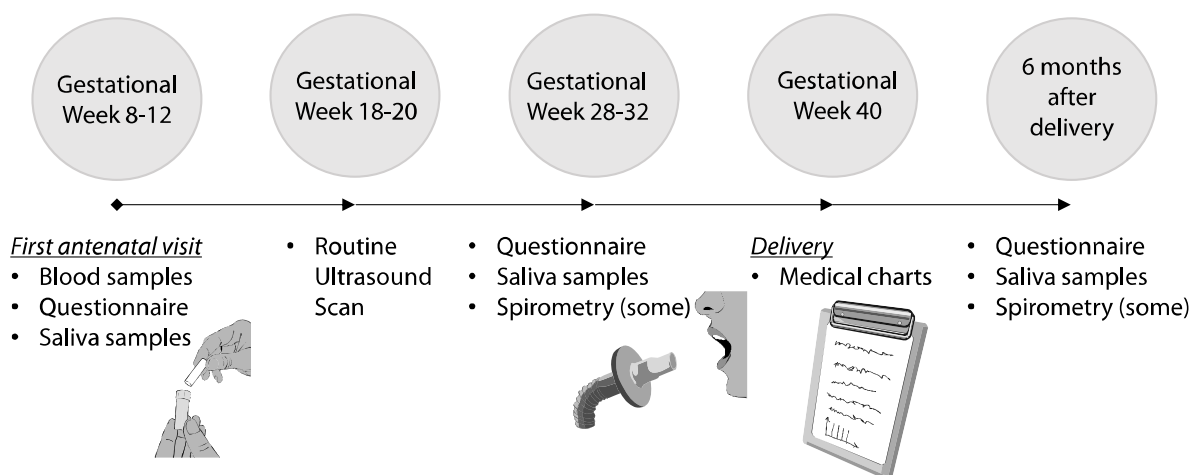 Gestational
Week 8-12
Gestational
Week 18-20
Gestational
Week 28-32
Gestational
Week 40
6 months
after
delivery
First antenatal visit
• Blood samples
• Questionnaire
• Saliva samples
• Routine
Ultrasound
Scan
• Questionnaire
• Saliva samples
• Spirometry (some)
Delivery
• Medical charts
• Questionnaire
• Saliva samples
• Spirometry (some)